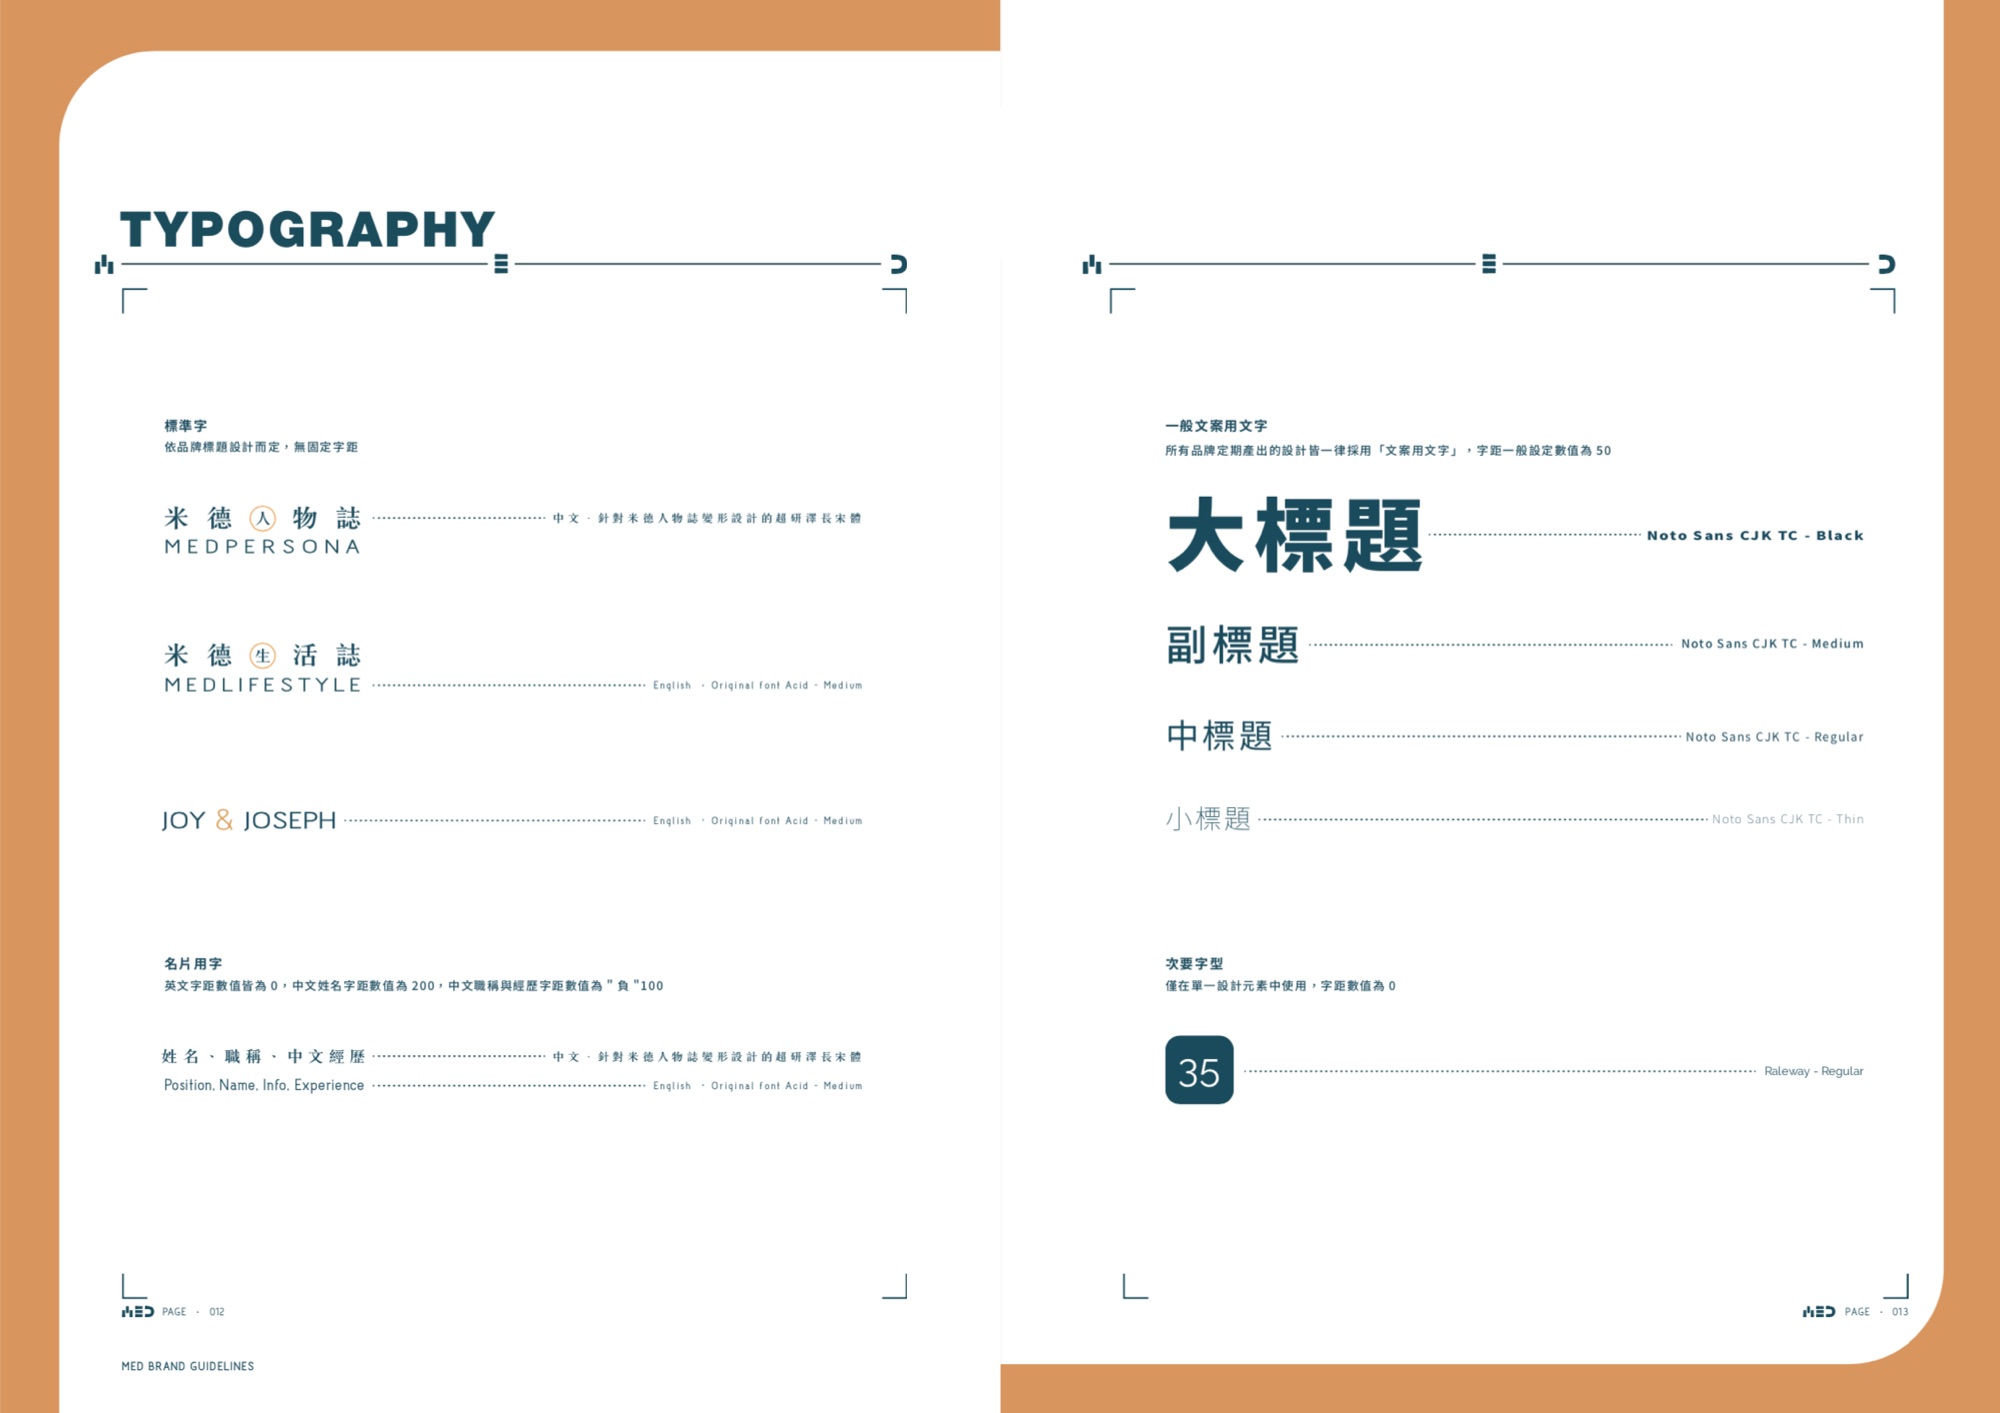 TYPOGRAPHY
標準字
依品牌標題設計而定，無固定字距
米德人物誌
中文 · 針對米德人物誌變形設計的超研澤長宋體
MEDPERSONA
米德生活誌
MEDLIFESTYLE
English · Original font Acid - Medium
JOY & JOSEPH
English · Original font Acid - Medium
名片用字
英文字距數值皆為 0，中文姓名字距數值為 200，中文職稱與經歷字距數值為 " 負 "100
姓名、職稱、中文經歷
中文 · 針對米德人物誌變形設計的超研澤長宋體
Position, Name, Info, Experience
English · Original font Acid - Medium
MED PAGE · 012
MED BRAND GUIDELINES
一般文案用文字
所有品牌定期產出的設計皆一律採用「文案用文字」，字距一般設定數值為 50
大標題
Noto Sans CJK TC - Black
副標題
Noto Sans CJK TC - Medium
中標題
Noto Sans CJK TC - Regular
小標題
Noto Sans CJK TC - Thin
次要字型
僅在單一設計元素中使用，字距數值為 0
35
Raleway - Regular
MED PAGE · 013